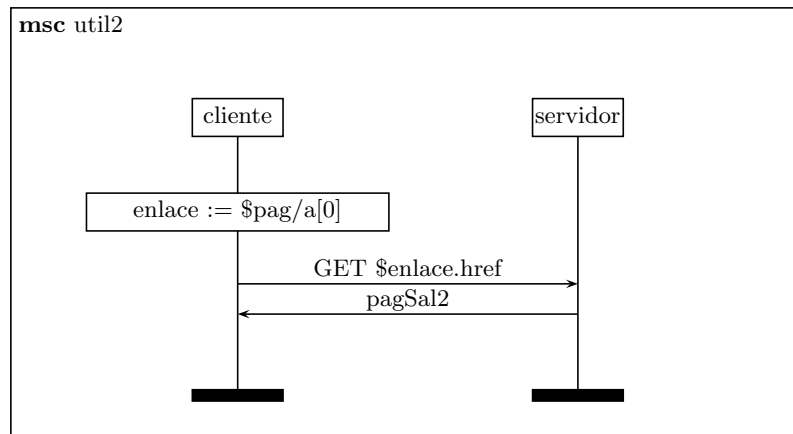 msc util2
cliente
servidor
enlace := $pag/a[0]
GET $enlace.href
pagSal2